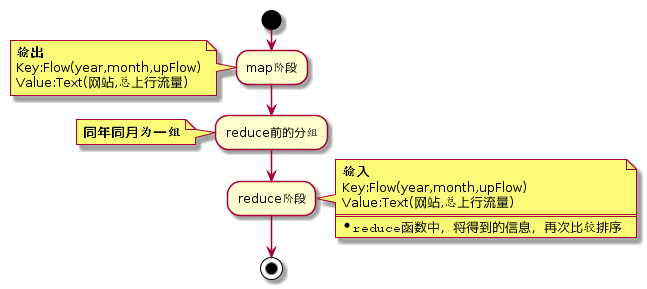 输出
Key:Flow(year,month,upFlow)
Value:Text(网站,总上行流量)
map阶段
同年同月为一组
reduce前的分组
reduce阶段
输入
Key:Flow(year,month,upFlow)
Value:Text(网站,总上行流量)
•reduce函数中，将得到的信息，再次比较排序